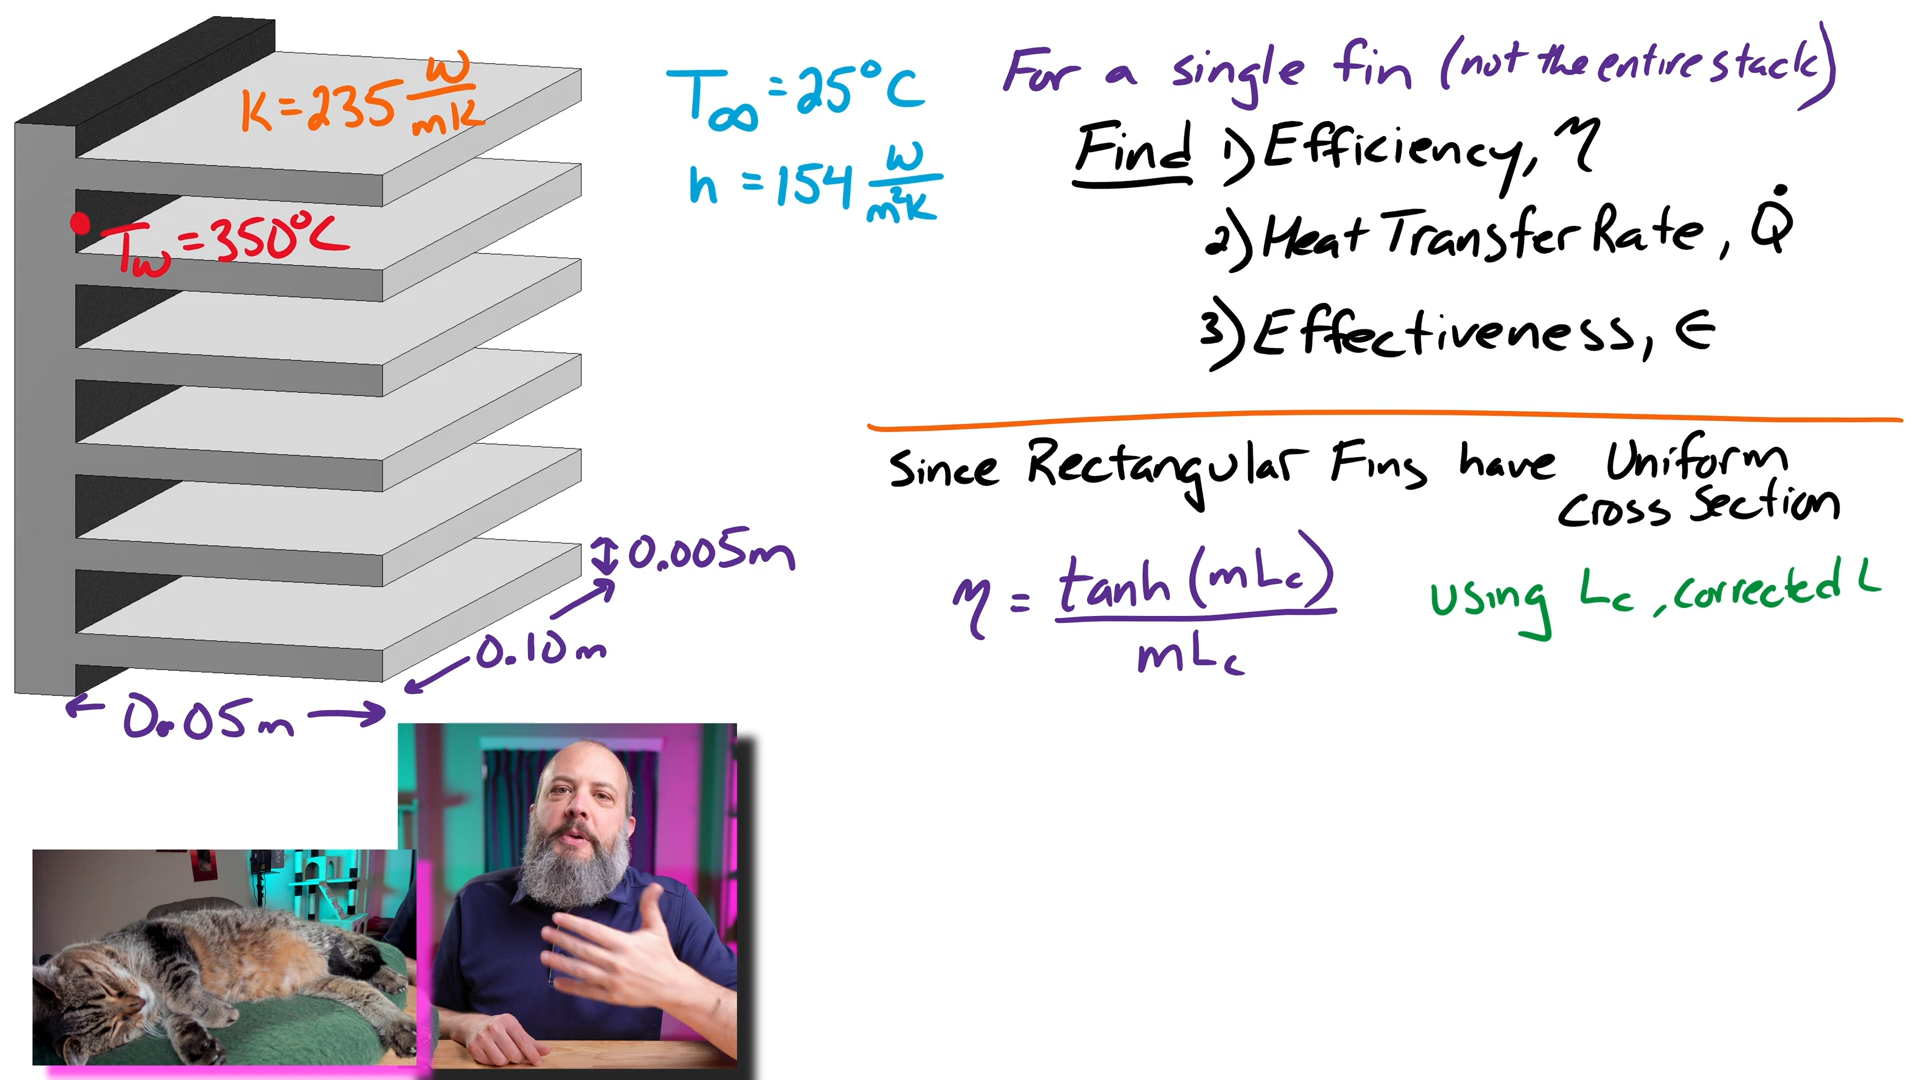 K = 235 W/mK
T∞ = 25°C
h = 154 W/m²K
Tw = 350°C
0.005m
0.10m
0.05m
For a single fin (not the entire stack)
Find 1) Efficiency, η
2) Heat Transfer Rate, Q̇
3) Effectiveness, ∈
Since Rectangular Fins have Uniform
Cross Section
η = tanh (mLc) / mLc
using Lc, corrected L